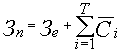 Зп = Зе + ∑_{i=1}^{T} C̅i